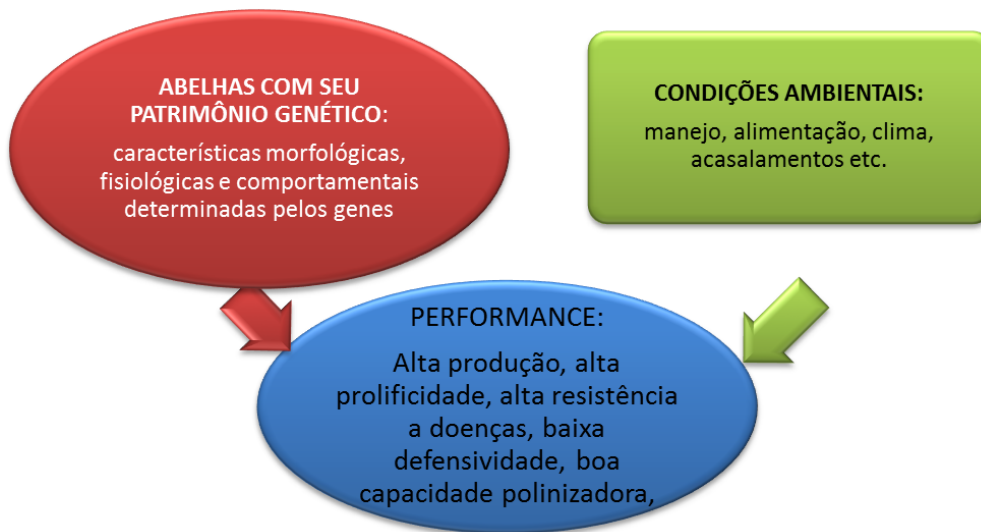 ABELHAS COM SEU
PATRIMÔNIO GENÉTICO:
características morfológicas,
fisiológicas e comportamentais
determinadas pelos genes
CONDIÇÕES AMBIENTAIS:
manejo, alimentação, clima,
acasalamentos etc.
PERFORMANCE:
Alta produção, alta
prolificidade, alta resistência
a doenças, baixa
defensividade, boa
capacidade polinizadora,